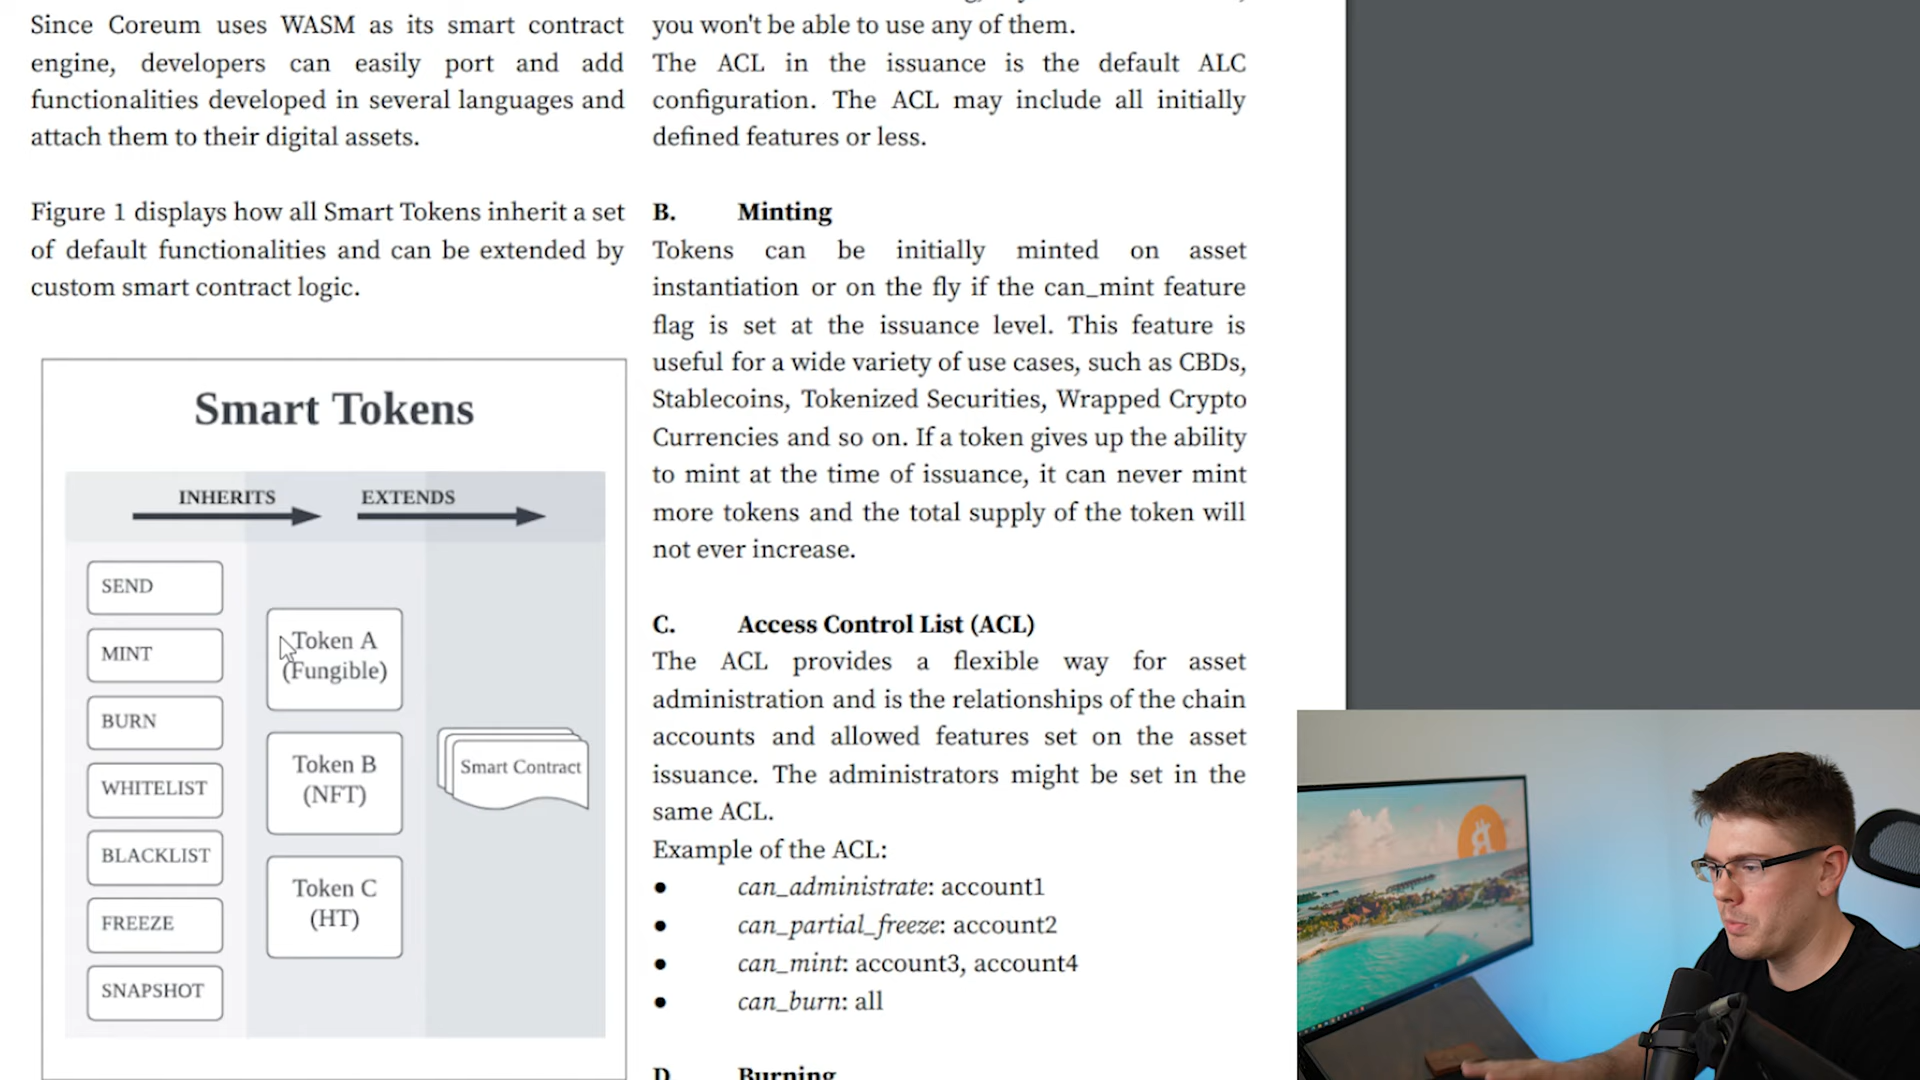 Since Coreum uses WASM as its smart contract
engine, developers can easily port and add
functionalities developed in several languages and
attach them to their digital assets.
Figure 1 displays how all Smart Tokens inherit a set
of default functionalities and can be extended by
custom smart contract logic.
Smart Tokens
INHERITS
EXTENDS
SEND
MINT
BURN
WHITELIST
BLACKLIST
FREEZE
SNAPSHOT
Token A
(Fungible)
Token B
(NFT)
Token C
(HT)
Smart Contract
you won't be able to use any of them.
The ACL in the issuance is the default ALC
configuration. The ACL may include all initially
defined features or less.
B. Minting
Tokens can be initially minted on asset
instantiation or on the fly if the can_mint feature
flag is set at the issuance level. This feature is
useful for a wide variety of use cases, such as CBDs,
Stablecoins, Tokenized Securities, Wrapped Crypto
Currencies and so on. If a token gives up the ability
to mint at the time of issuance, it can never mint
more tokens and the total supply of the token will
not ever increase.
C. Access Control List (ACL)
The ACL provides a flexible way for asset
administration and is the relationships of the chain
accounts and allowed features set on the asset
issuance. The administrators might be set in the
same ACL.
Example of the ACL:
● can_administrate: account1
● can_partial_freeze: account2
● can_mint: account3, account4
● can_burn: all
D. Burning